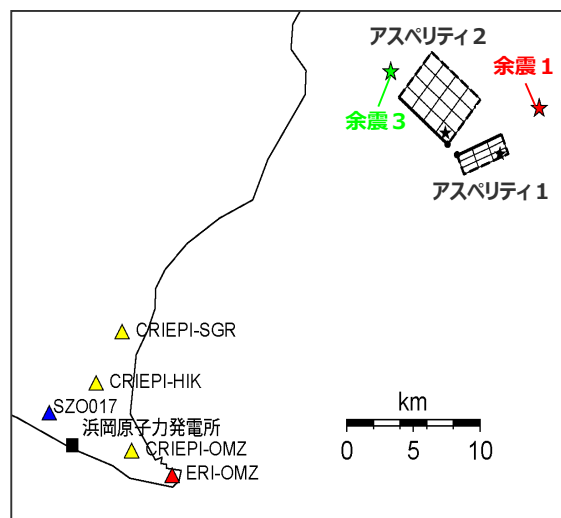 アスペリティ2
余震1
余震3
アスペリティ1
CRIEPI-SGR
CRIEPI-HIK
SZO017
浜岡原子力発電所
CRIEPI-OMZ
ERI-OMZ
km
0 5 10